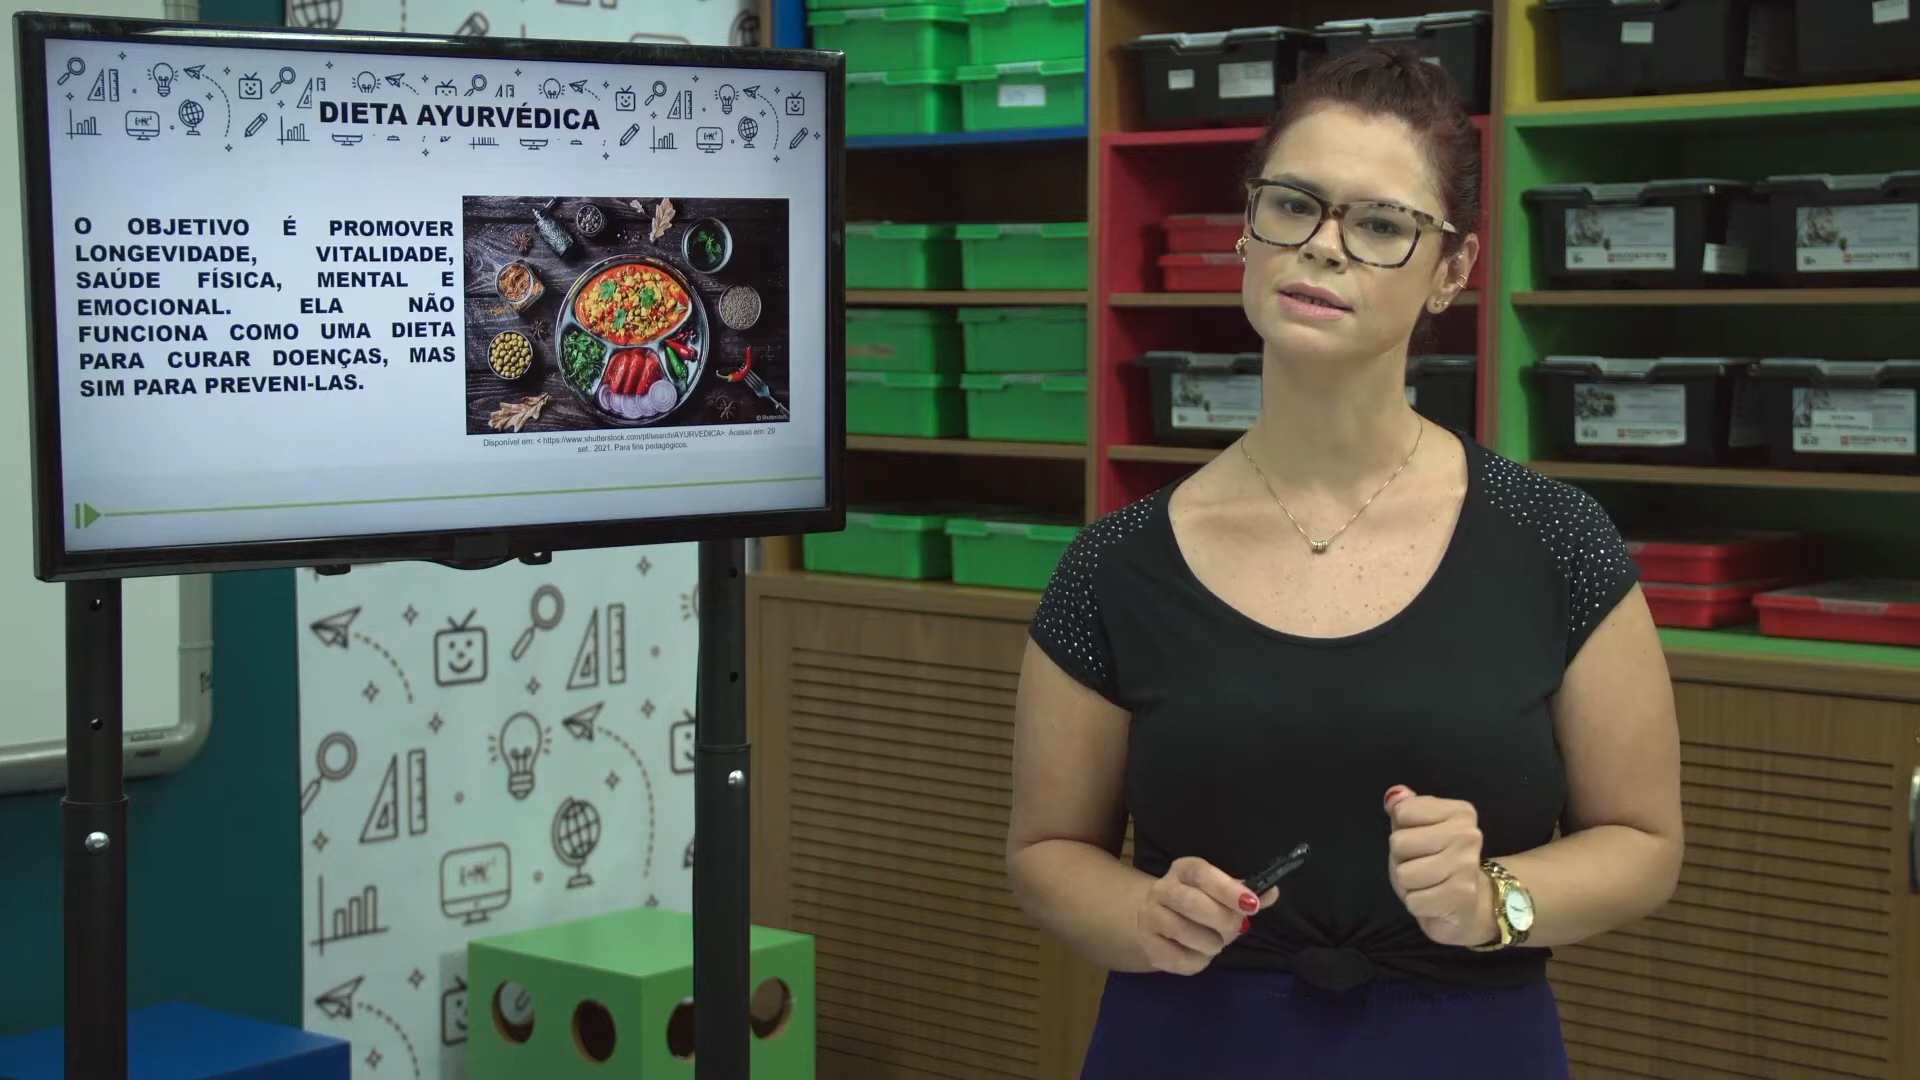 DIETA AYURVÉDICA
O OBJETIVO É PROMOVER
LONGEVIDADE, VITALIDADE,
SAÚDE FÍSICA, MENTAL E
EMOCIONAL. ELA NÃO
FUNCIONA COMO UMA DIETA
PARA CURAR DOENÇAS, MAS
SIM PARA PREVENI-LAS.
Disponível em: < https://www.shutterstock.com/pt/search/AYURVEDICA>. Acesso em: 29
set.. 2021. Para fins pedagógicos.